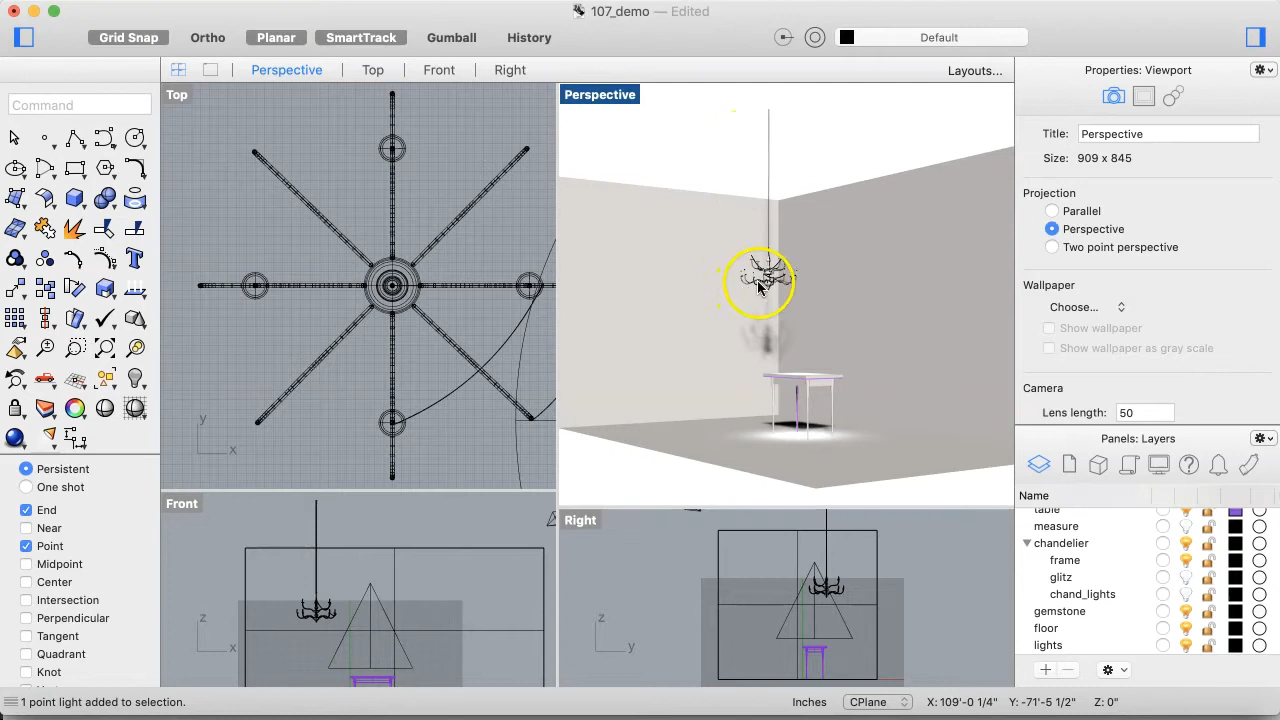 107_demo — Edited
Grid Snap Ortho Planar SmartTrack Gumball History Default
Perspective Top Front Right Layouts...
Command
Top
Perspective
Front
Right
y
x
z
x
z
y
Persistent
One shot
End
Near
Point
Midpoint
Center
Intersection
Perpendicular
Tangent
Quadrant
Knot
Properties: Viewport
Title: Perspective
Size: 909 x 845
Projection
Parallel
Perspective
Two point perspective
Wallpaper
Choose...
Show wallpaper
Show wallpaper as gray scale
Camera
Lens length: 50
Panels: Layers
Name
table
measure
chandelier
frame
glitz
chand_lights
gemstone
floor
lights
1 point light added to selection.
Inches CPlane X: 109'-0 1/4" Y: -71'-5 1/2" Z: 0"